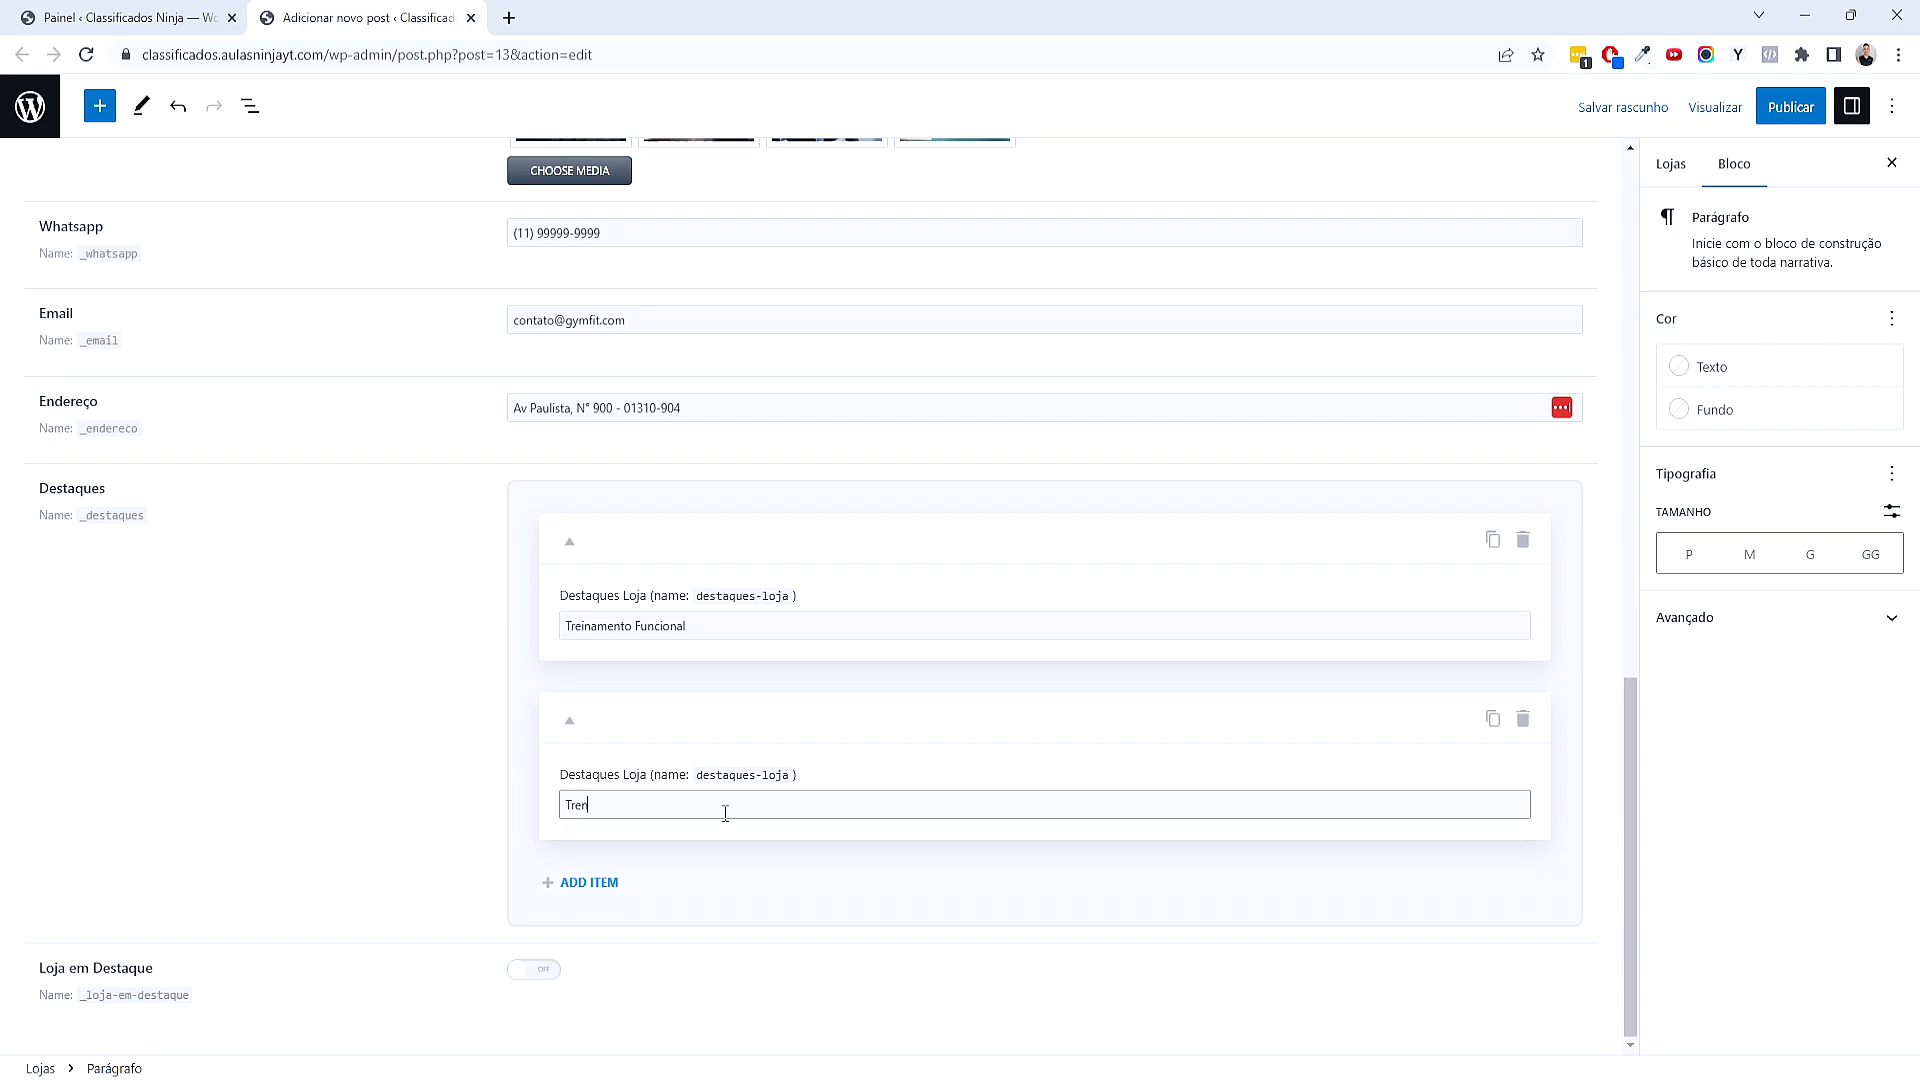 Painel ‹ Classificados Ninja — Wo
Adicionar novo post ‹ Classificad
classificados.aulasninjayt.com/wp-admin/post.php?post=13&action=edit
1
Y
Salvar rascunho
Visualizar
Publicar
CHOOSE MEDIA
Whatsapp
Name: _whatsapp
(11) 99999-9999
Email
Name: _email
contato@gymfit.com
Endereço
Name: _endereco
Av Paulista, N° 900 - 01310-904
Destaques
Name: _destaques
Destaques Loja (name: destaques-loja )
Treinamento Funcional
Destaques Loja (name: destaques-loja )
Tren
ADD ITEM
Loja em Destaque
Name: _loja-em-destaque
OFF
Lojas
Bloco
Parágrafo
Inicie com o bloco de construção
básico de toda narrativa.
Cor
Texto
Fundo
Tipografia
TAMANHO
P M G GG
Avançado
Lojas › Parágrafo